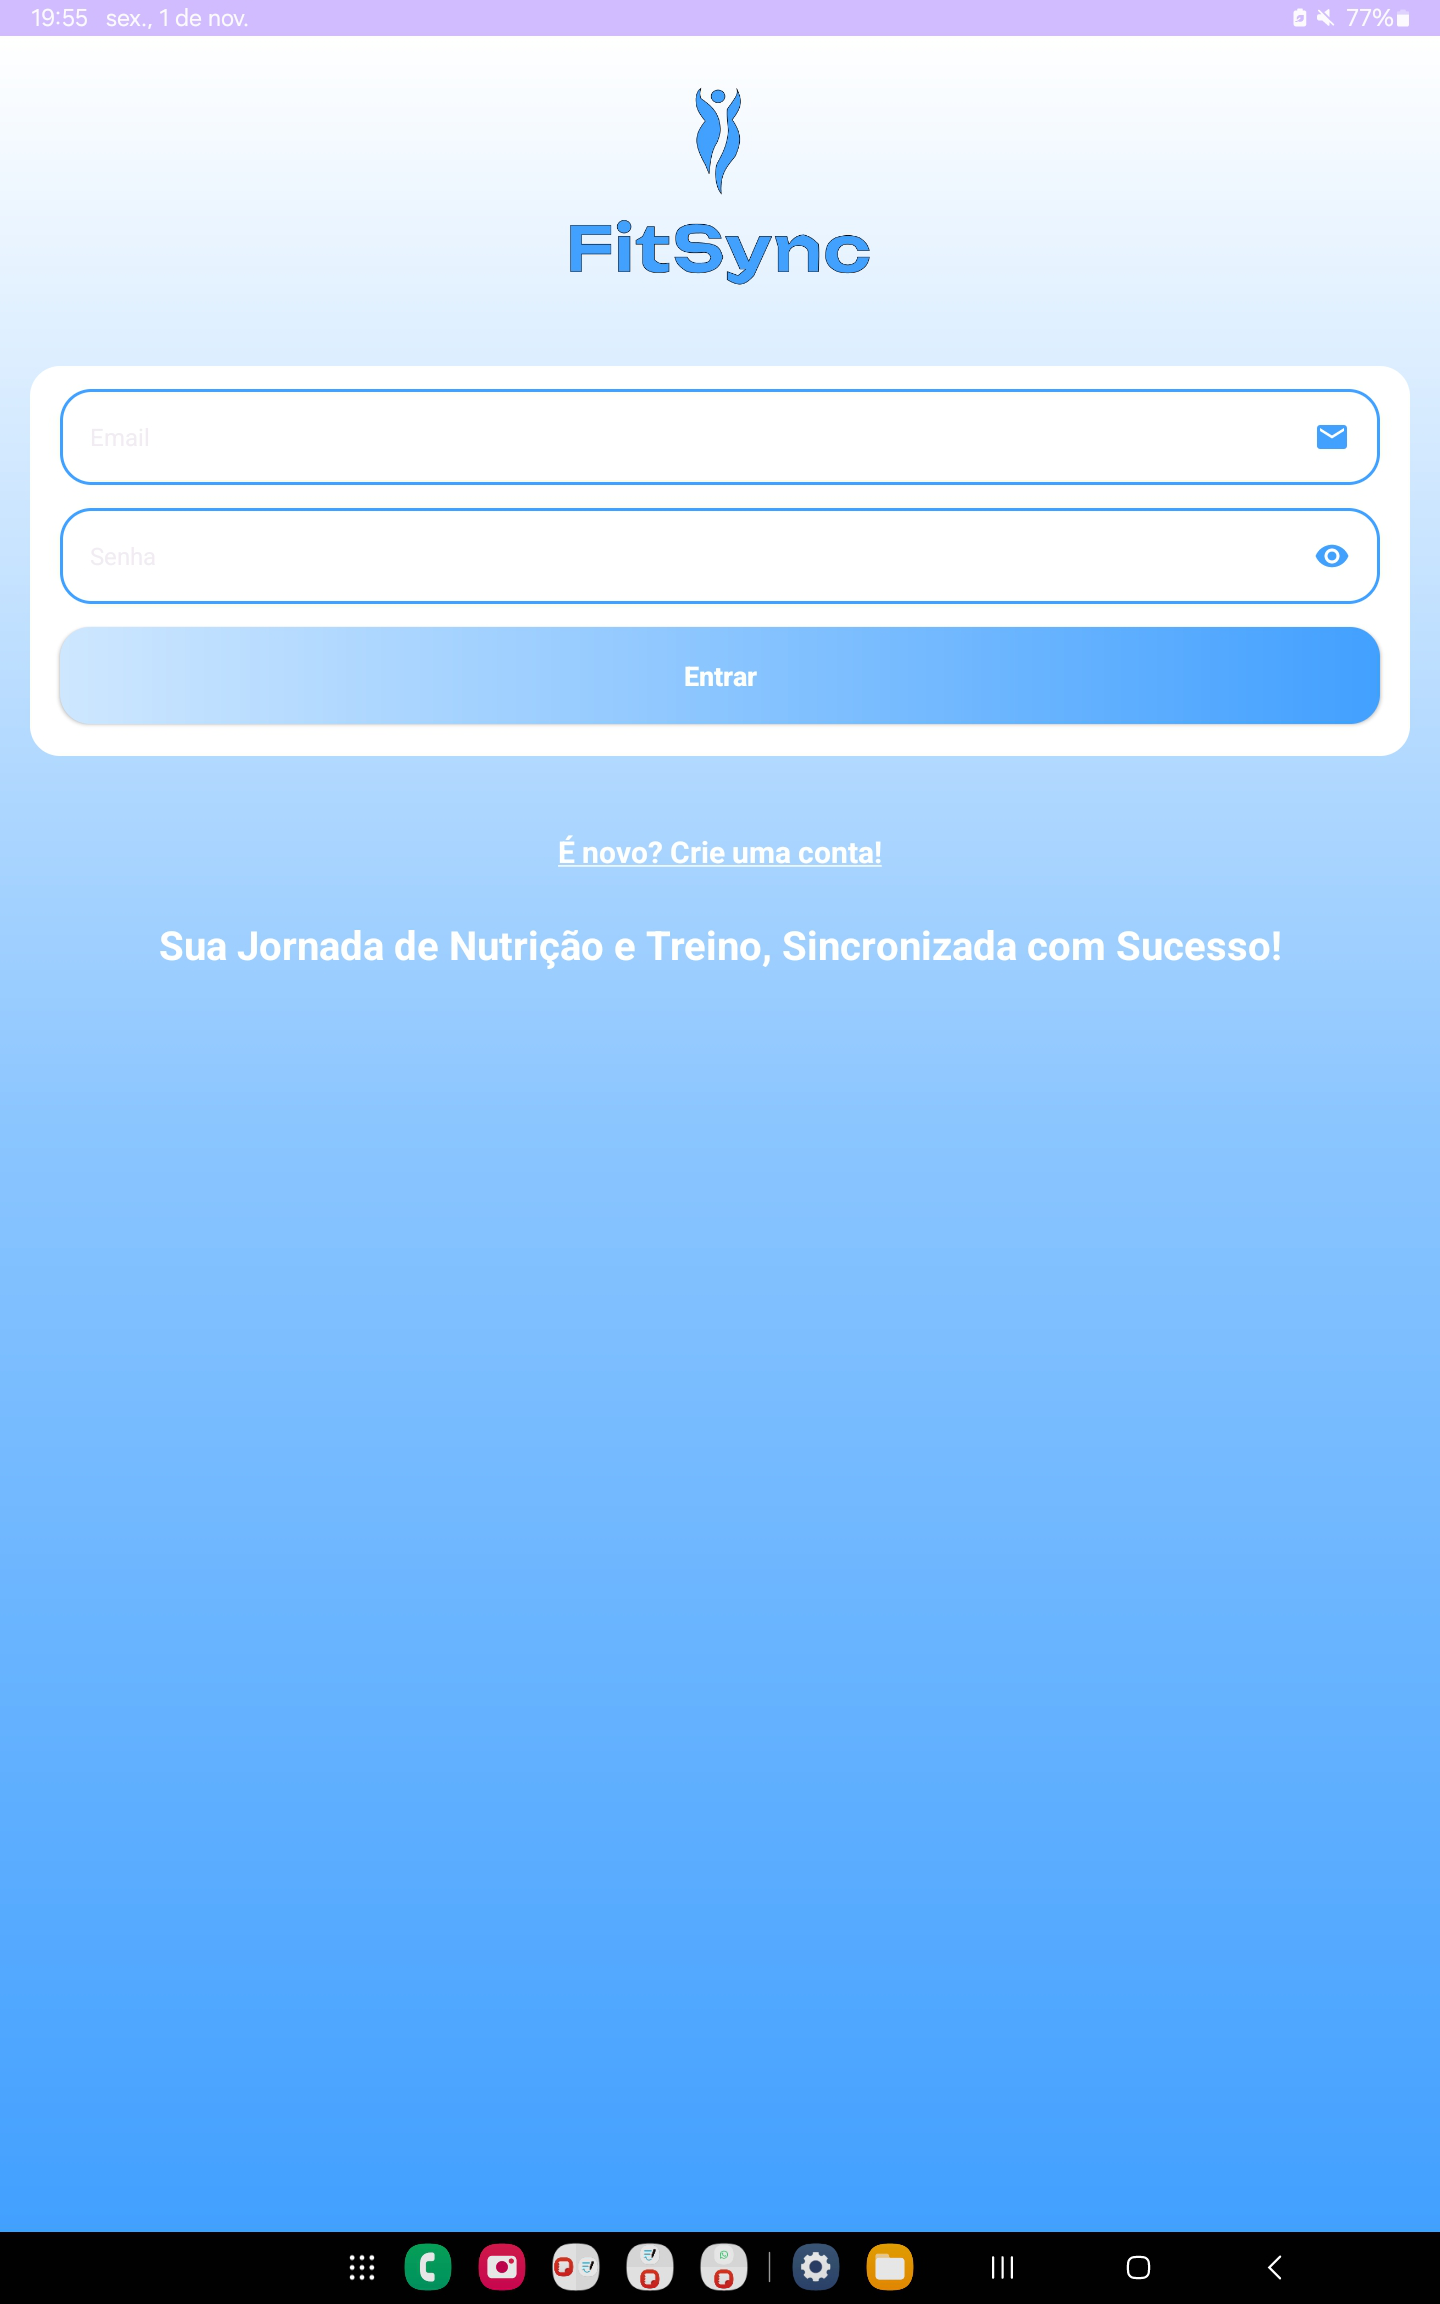 19:55 sex., 1 de nov. 77%
FitSync
Email
Senha
Entrar
É novo? Crie uma conta!
Sua Jornada de Nutrição e Treino, Sincronizada com Sucesso!